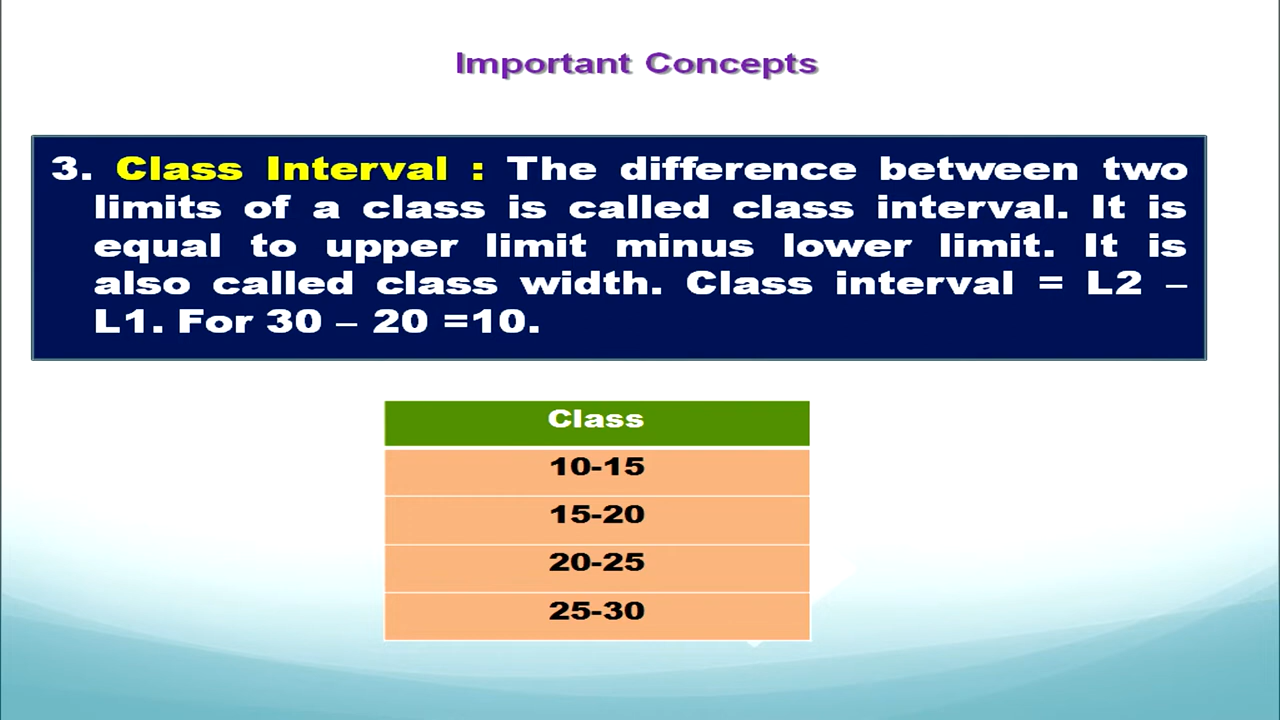 Important Concepts
3. Class Interval : The difference between two
limits of a class is called class interval. It is
equal to upper limit minus lower limit. It is
also called class width. Class interval = L2 –
L1. For 30 – 20 =10.
Class
10-15
15-20
20-25
25-30